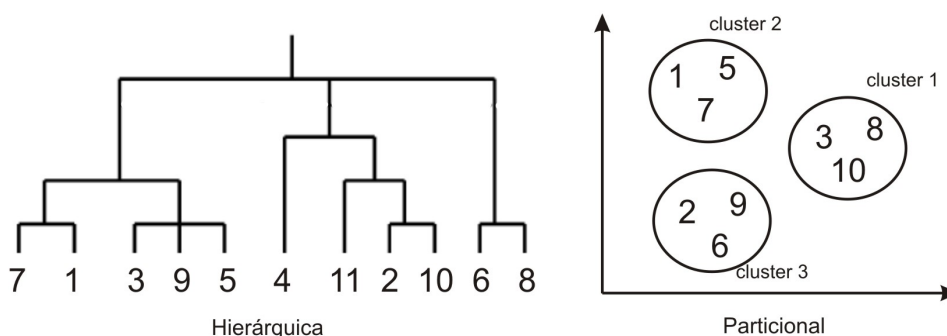 7 1 3 9 5 4 11 2 10 6 8
Hierárquica
cluster 2
1 5
7
cluster 1
3 8
10
2 9
6
cluster 3
Particional